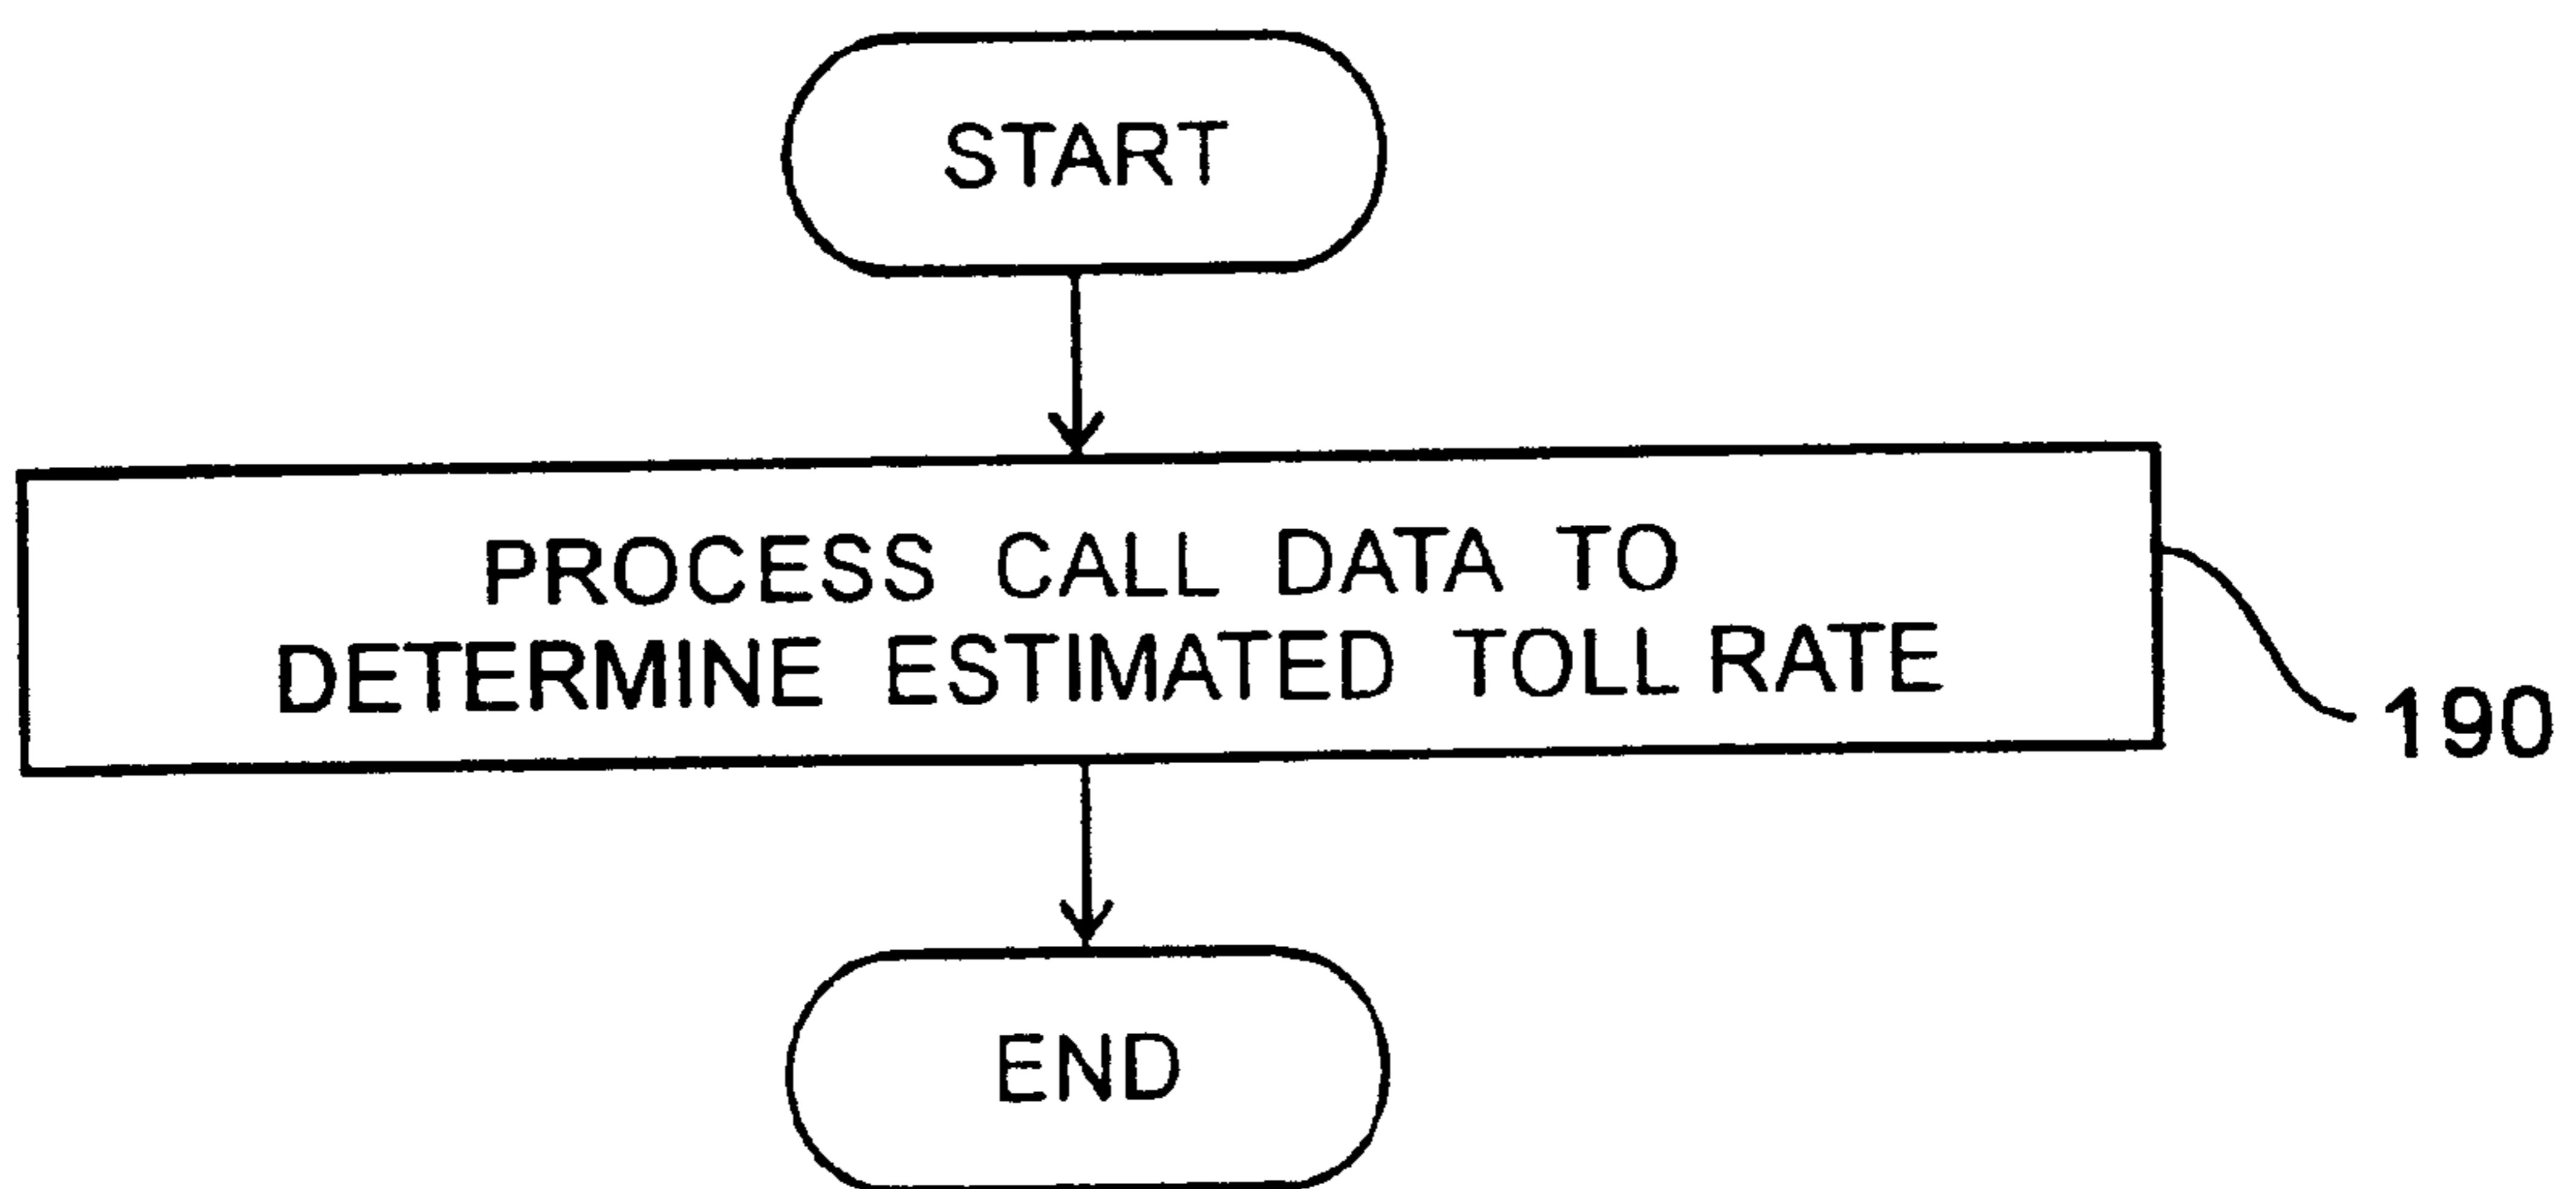 START
PROCESS CALL DATA TO
DETERMINE ESTIMATED TOLL RATE
190
END